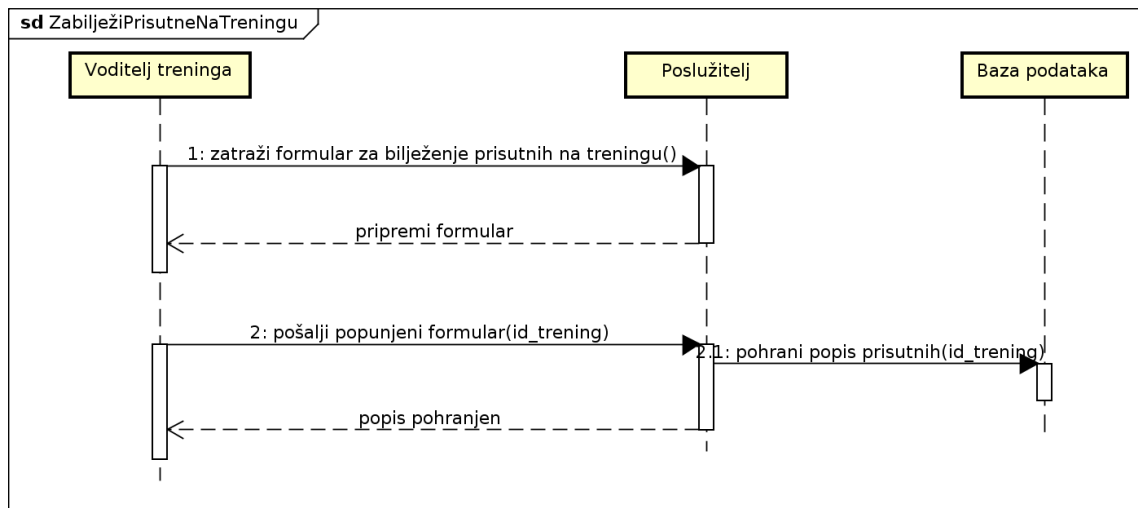 sd ZabilježiPrisutneNaTreningu
Voditelj treninga
Poslužitelj
Baza podataka
1: zatraži formular za bilježenje prisutnih na treningu()
pripremi formular
2: pošalji popunjeni formular(id_trening)
2.1: pohrani popis prisutnih(id_trening)
popis pohranjen